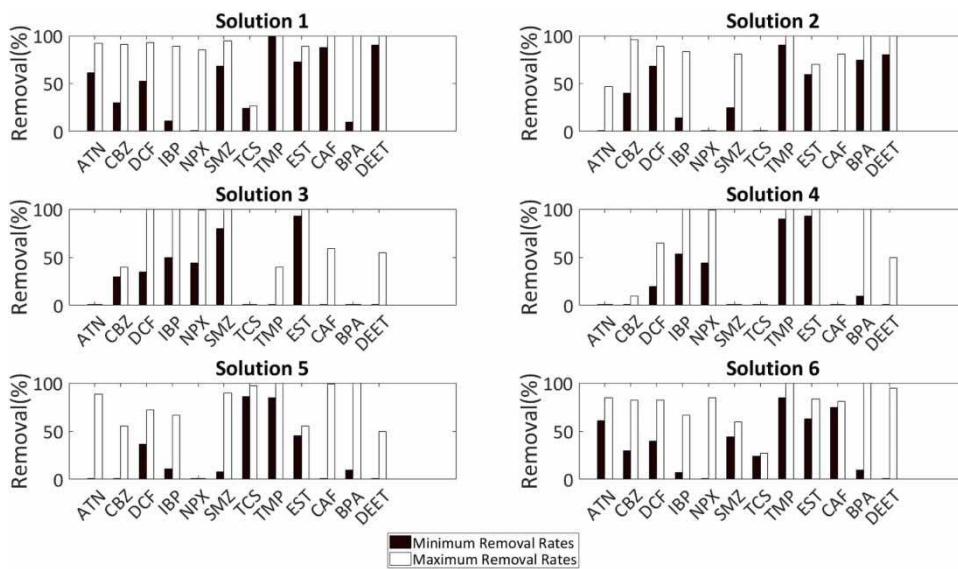 Solution 1
Removal(%)
100
50
0
ATN
CBZ
DCF
IBP
NPX
SMZ
TCS
TMP
EST
CAF
BPA
DEET
Solution 2
Removal(%)
100
50
0
ATN
CBZ
DCF
IBP
NPX
SMZ
TCS
TMP
EST
CAF
BPA
DEET
Solution 3
Removal(%)
100
50
0
ATN
CBZ
DCF
IBP
NPX
SMZ
TCS
TMP
EST
CAF
BPA
DEET
Solution 4
Removal(%)
100
50
0
ATN
CBZ
DCF
IBP
NPX
SMZ
TCS
TMP
EST
CAF
BPA
DEET
Solution 5
Removal(%)
100
50
0
ATN
CBZ
DCF
IBP
NPX
SMZ
TCS
TMP
EST
CAF
BPA
DEET
Solution 6
Removal(%)
100
50
0
ATN
CBZ
DCF
IBP
NPX
SMZ
TCS
TMP
EST
CAF
BPA
DEET
Minimum Removal Rates
Maximum Removal Rates